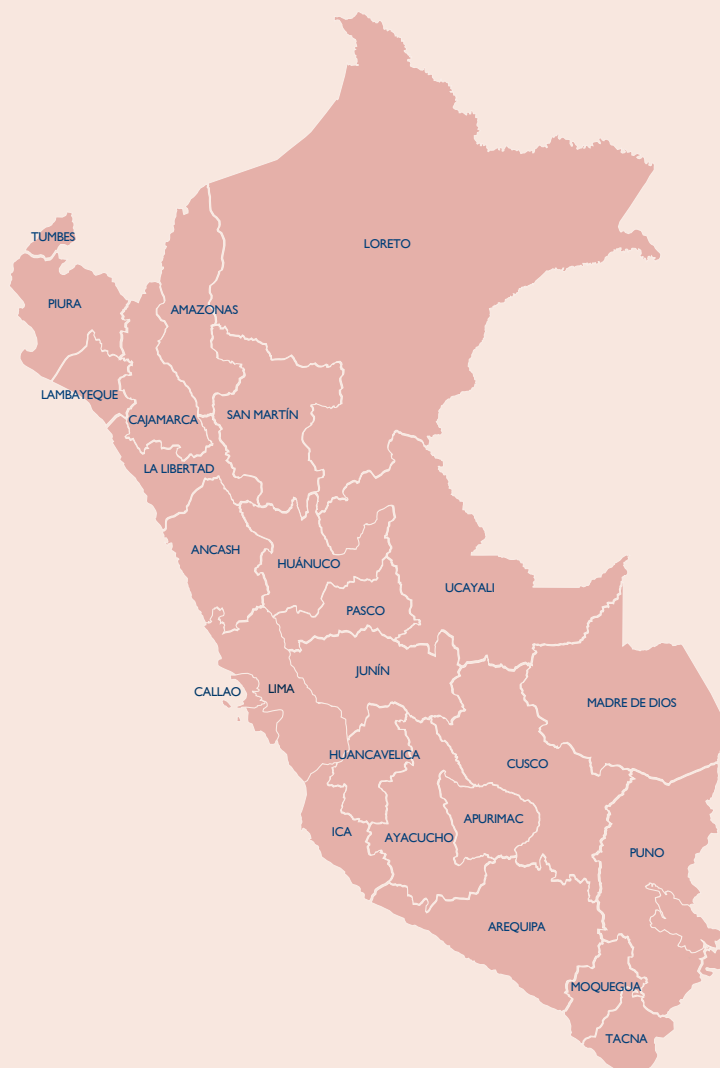 TUMBES
LORETO
PIURA
AMAZONAS
LAMBAYEQUE
CAJAMARCA
SAN MARTÍN
LA LIBERTAD
ANCASH
HUÁNUCO
UCAYALI
PASCO
JUNÍN
CALLAO
LIMA
MADRE DE DIOS
HUANCAVELICA
CUSCO
ICA
AYACUCHO
APURIMAC
PUNO
AREQUIPA
MOQUEGUA
TACNA